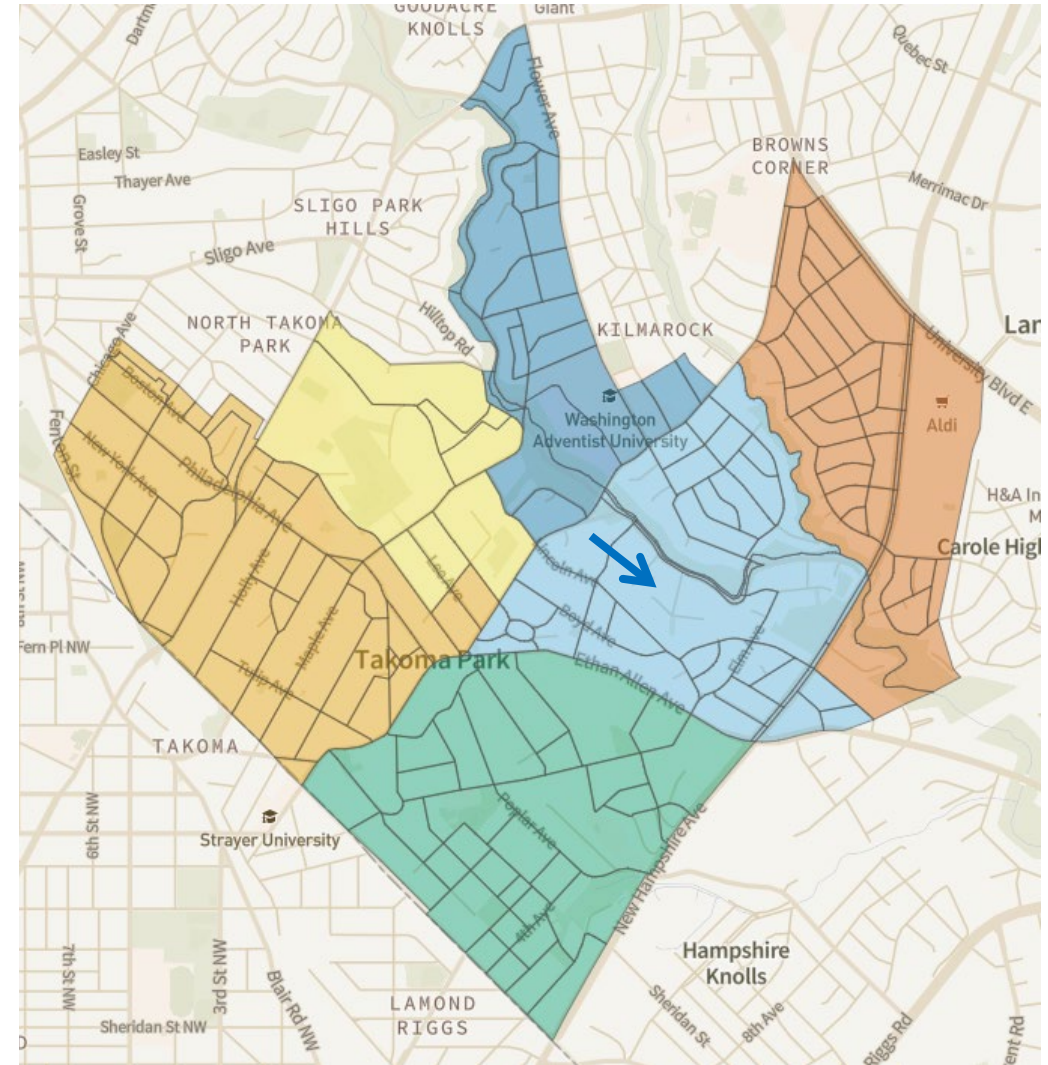 GOODACRE
KNOLLS
Giant
Flower Ave
Quebec St
Easley St
Thayer Ave
Grove St
BROWNS
CORNER
Merrimac Dr
SLIGO PARK
HILLS
Sligo Ave
NORTH TAKOMA
PARK
Hilltop Rd
KILMAROCK
University Blvd E
Chicago Ave
Boston Ave
Fenton St
New York Ave
Philadelphia Ave
Washington
Adventist University
Aldi
Carole
Holly Ave
Lee Ave
Maple Ave
Tulip Ave
Boyd Ave
Elm Ave
Takoma Park
Ethan Allen Ave
Fern Pl NW
TAKOMA
Strayer University
Poplar Ave
New Hampshire Ave
4th Ave
6th St NW
7th St NW
3rd St NW
Blair Rd NW
Sheridan St NW
LAMOND
RIGGS
Hampshire
Knolls
Sheridan St
8th Ave
Riggs Rd